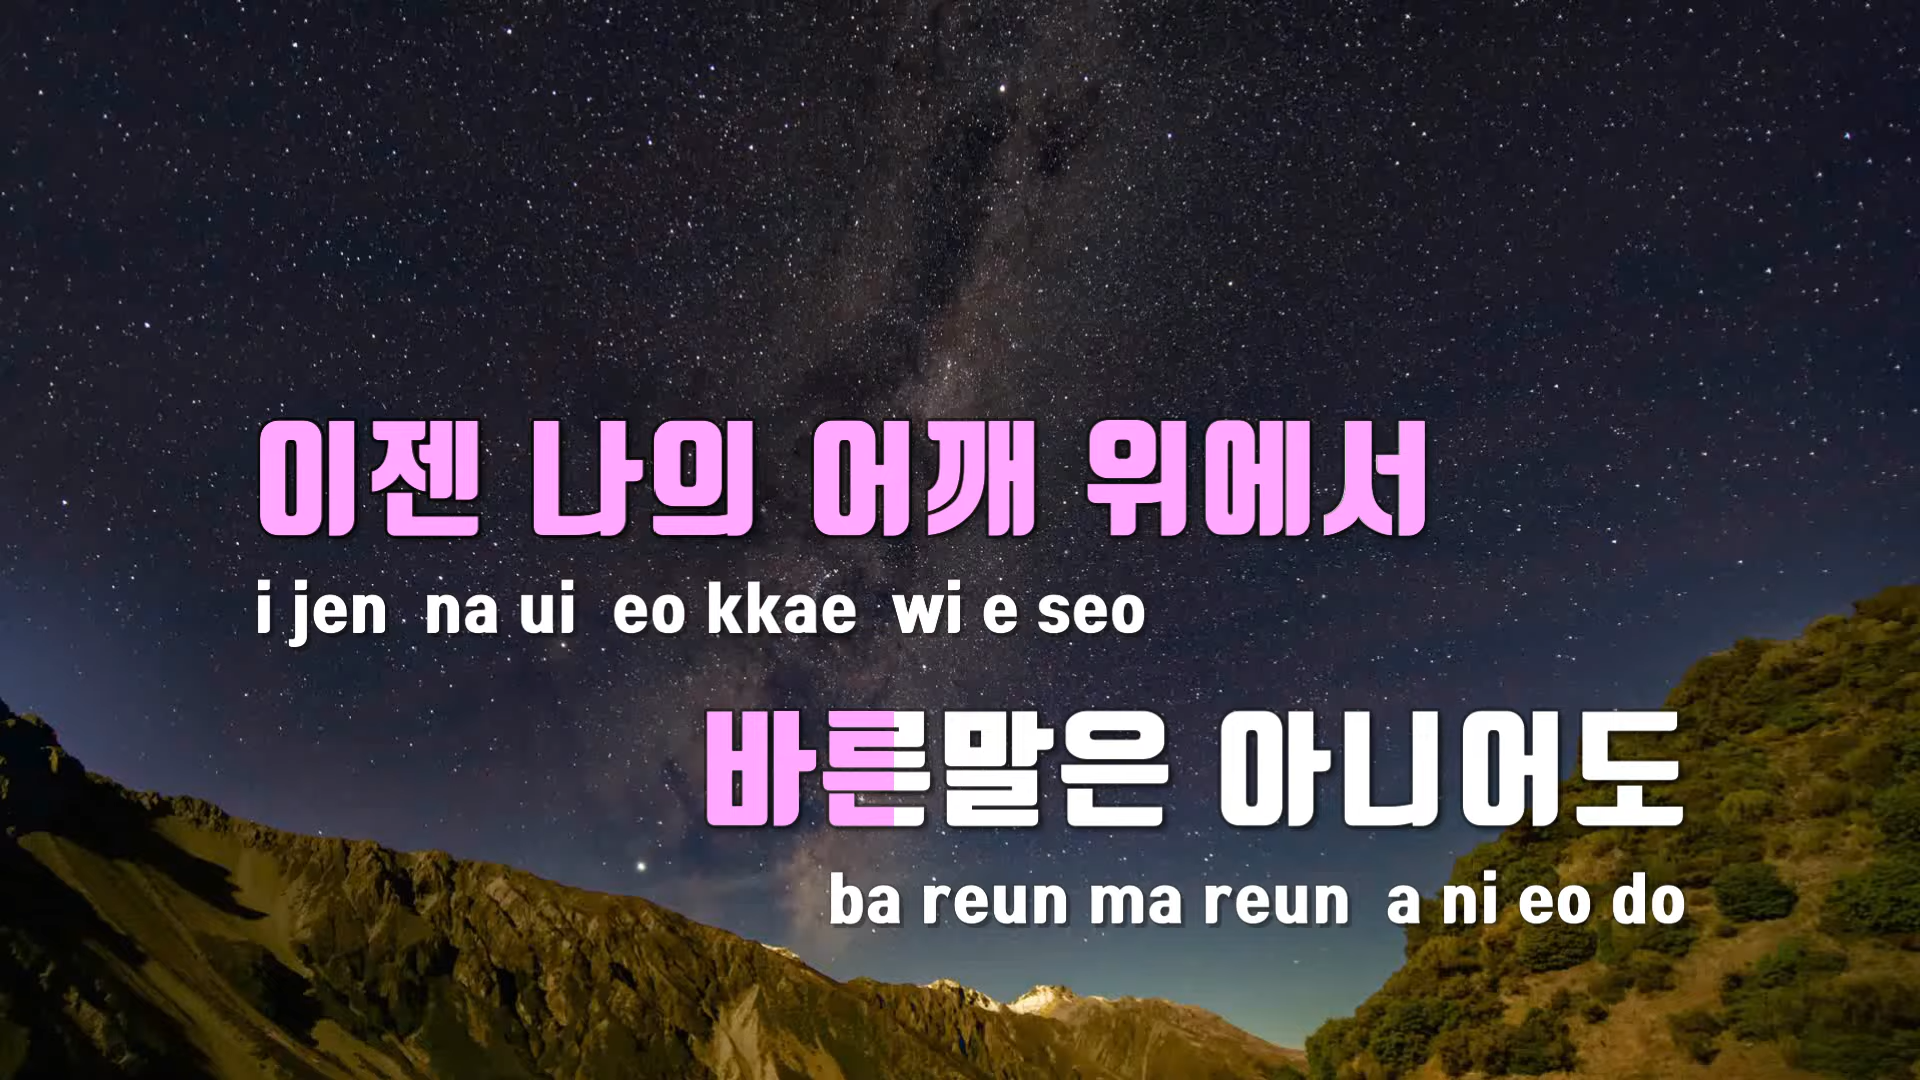 이젠 나의 어깨 위에서
i jen na ui eo kkae wi e seo
바른말은 아니어도
ba reun ma reun a ni eo do